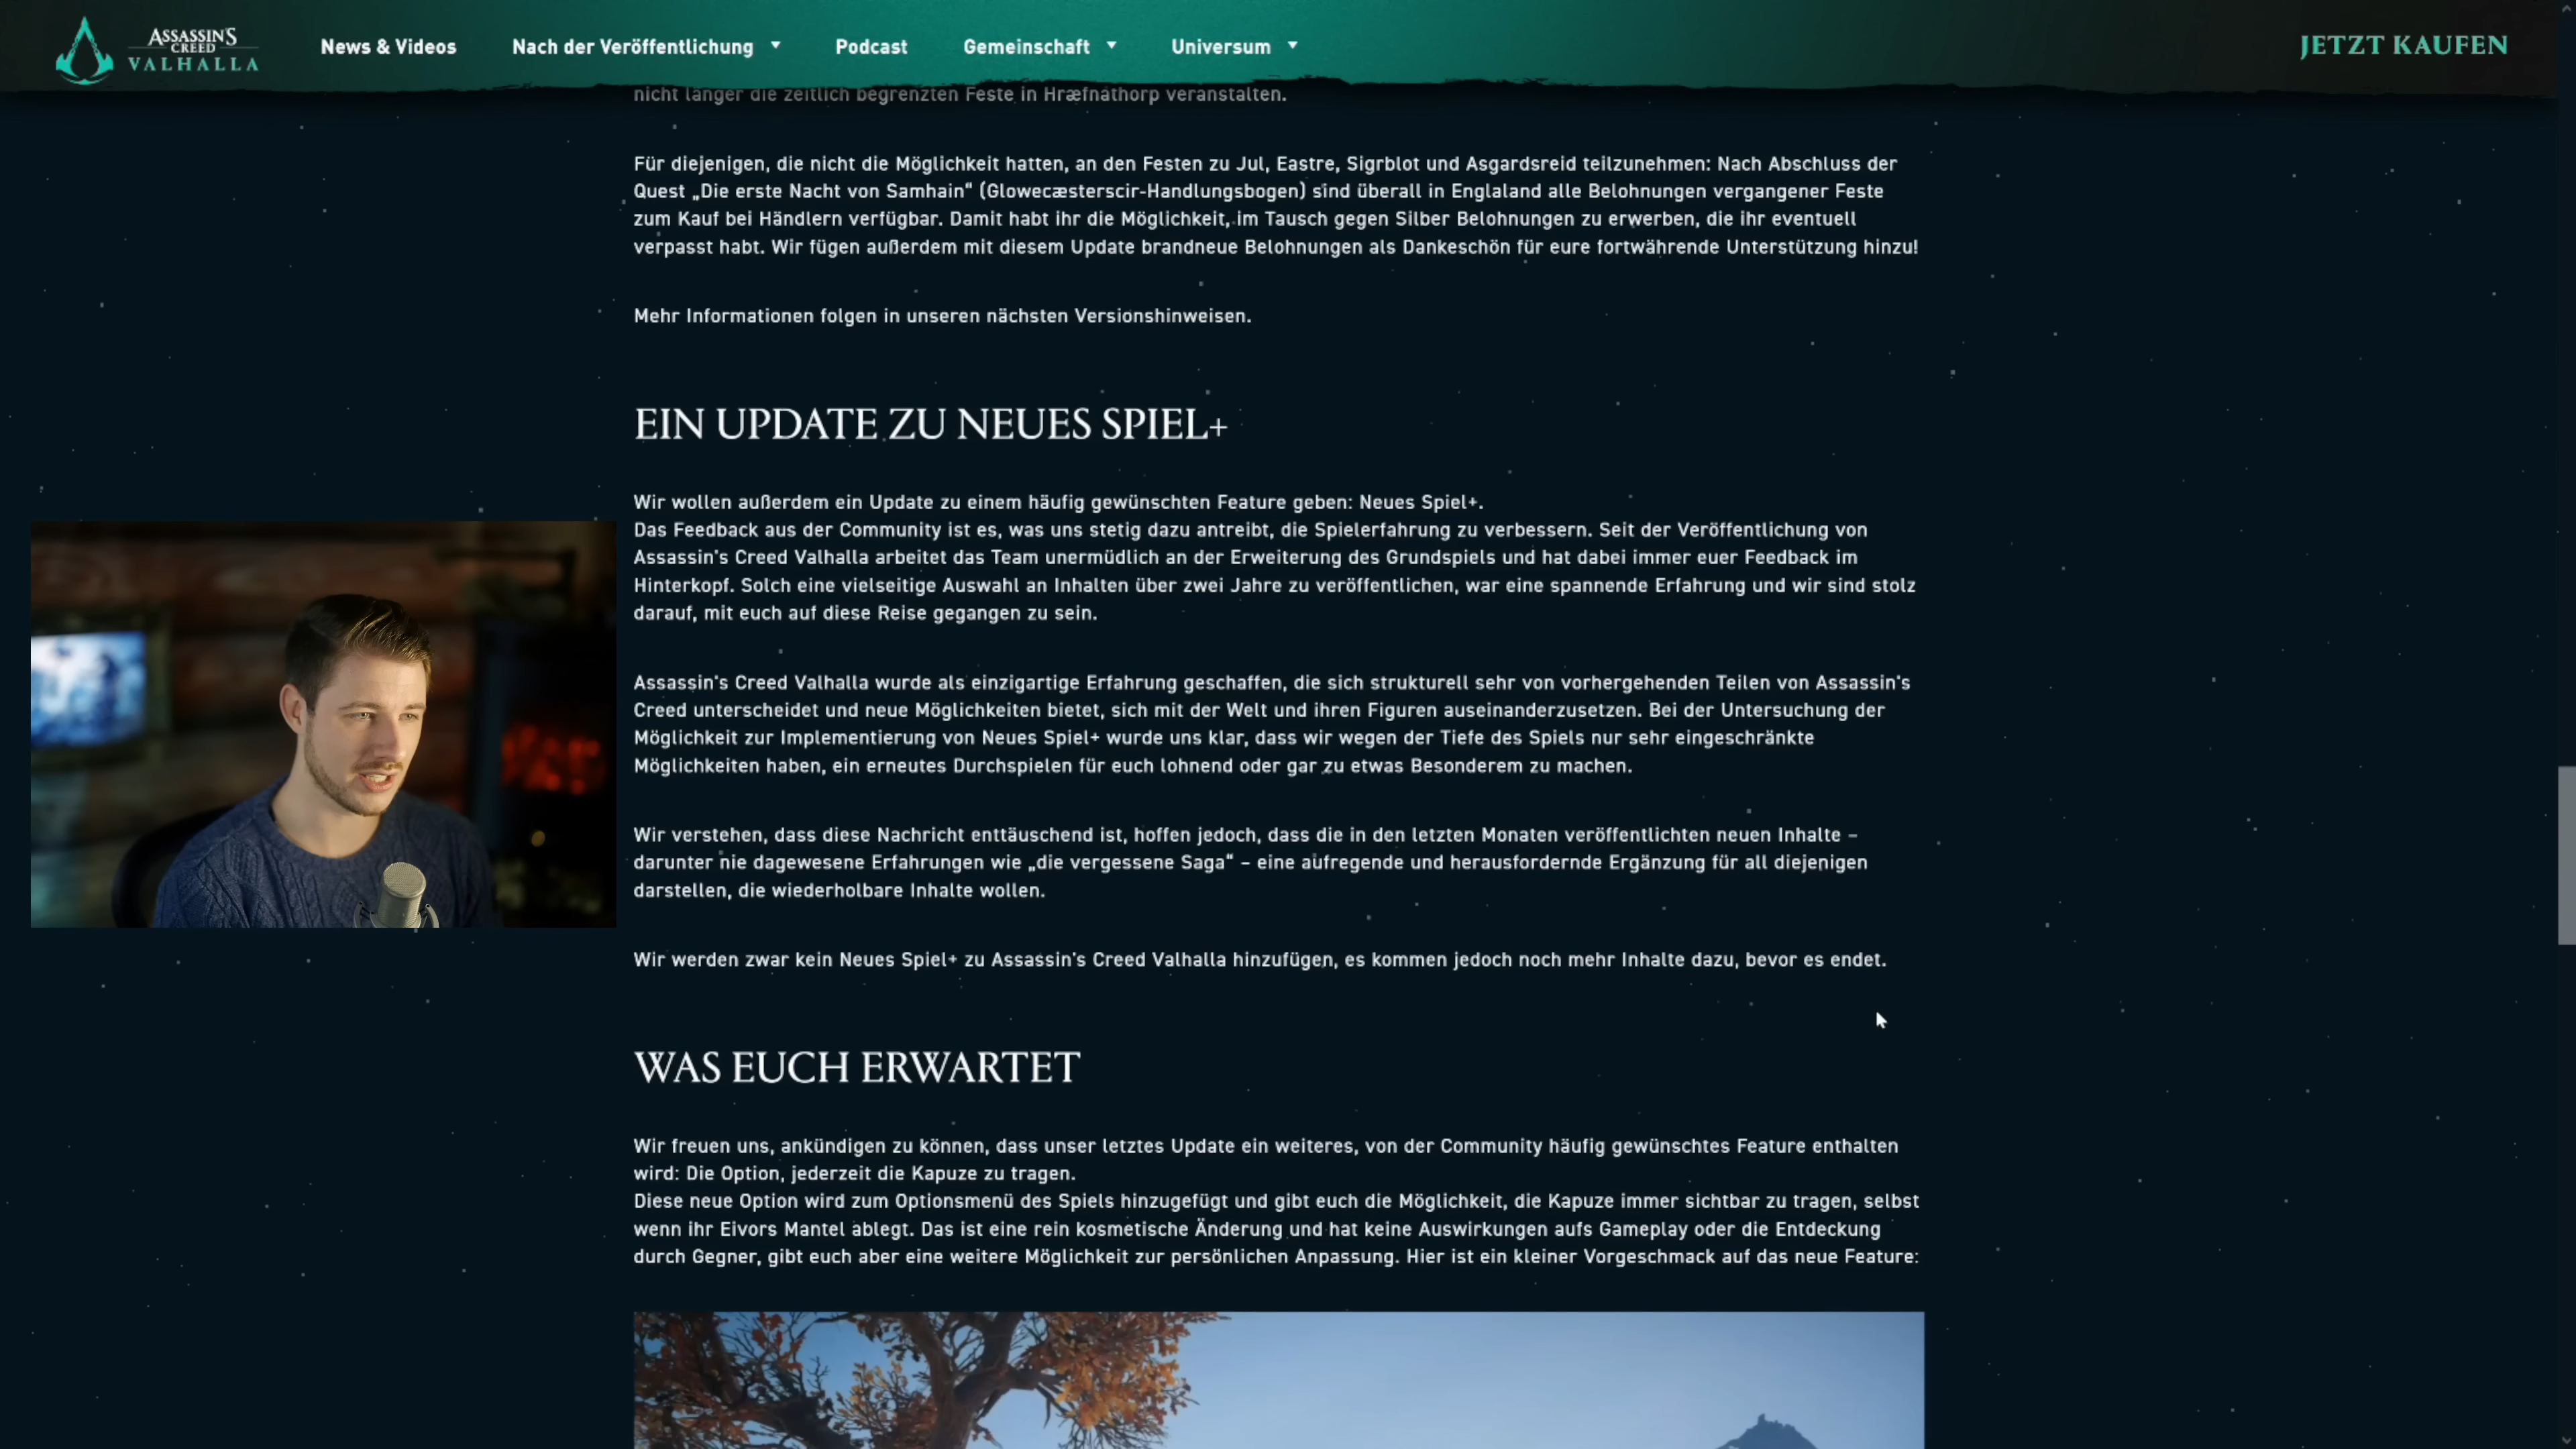 ASSASSIN'S
CREED
VALHALLA
News & Videos
Nach der Veröffentlichung
Podcast
Gemeinschaft
Universum
JETZT KAUFEN
nicht länger die zeitlich begrenzten Feste in Hræfnathorp veranstalten.
Für diejenigen, die nicht die Möglichkeit hatten, an den Festen zu Jul, Eastre, Sigrblot und Asgardsreid teilzunehmen: Nach Abschluss der
Quest „Die erste Nacht von Samhain“ (Glowecæsterscir-Handlungsbogen) sind überall in Englaland alle Belohnungen vergangener Feste
zum Kauf bei Händlern verfügbar. Damit habt ihr die Möglichkeit, im Tausch gegen Silber Belohnungen zu erwerben, die ihr eventuell
verpasst habt. Wir fügen außerdem mit diesem Update brandneue Belohnungen als Dankeschön für eure fortwährende Unterstützung hinzu!
Mehr Informationen folgen in unseren nächsten Versionshinweisen.
EIN UPDATE ZU NEUES SPIEL+
Wir wollen außerdem ein Update zu einem häufig gewünschten Feature geben: Neues Spiel+.
Das Feedback aus der Community ist es, was uns stetig dazu antreibt, die Spielerfahrung zu verbessern. Seit der Veröffentlichung von
Assassin's Creed Valhalla arbeitet das Team unermüdlich an der Erweiterung des Grundspiels und hat dabei immer euer Feedback im
Hinterkopf. Solch eine vielseitige Auswahl an Inhalten über zwei Jahre zu veröffentlichen, war eine spannende Erfahrung und wir sind stolz
darauf, mit euch auf diese Reise gegangen zu sein.
Assassin's Creed Valhalla wurde als einzigartige Erfahrung geschaffen, die sich strukturell sehr von vorhergehenden Teilen von Assassin's
Creed unterscheidet und neue Möglichkeiten bietet, sich mit der Welt und ihren Figuren auseinanderzusetzen. Bei der Untersuchung der
Möglichkeit zur Implementierung von Neues Spiel+ wurde uns klar, dass wir wegen der Tiefe des Spiels nur sehr eingeschränkte
Möglichkeiten haben, ein erneutes Durchspielen für euch lohnend oder gar zu etwas Besonderem zu machen.
Wir verstehen, dass diese Nachricht enttäuschend ist, hoffen jedoch, dass die in den letzten Monaten veröffentlichten neuen Inhalte –
darunter nie dagewesene Erfahrungen wie „die vergessene Saga“ – eine aufregende und herausfordernde Ergänzung für all diejenigen
darstellen, die wiederholbare Inhalte wollen.
Wir werden zwar kein Neues Spiel+ zu Assassin's Creed Valhalla hinzufügen, es kommen jedoch noch mehr Inhalte dazu, bevor es endet.
WAS EUCH ERWARTET
Wir freuen uns, ankündigen zu können, dass unser letztes Update ein weiteres, von der Community häufig gewünschtes Feature enthalten
wird: Die Option, jederzeit die Kapuze zu tragen.
Diese neue Option wird zum Optionsmenü des Spiels hinzugefügt und gibt euch die Möglichkeit, die Kapuze immer sichtbar zu tragen, selbst
wenn ihr Eivors Mantel ablegt. Das ist eine rein kosmetische Änderung und hat keine Auswirkungen aufs Gameplay oder die Entdeckung
durch Gegner, gibt euch aber eine weitere Möglichkeit zur persönlichen Anpassung. Hier ist ein kleiner Vorgeschmack auf das neue Feature: